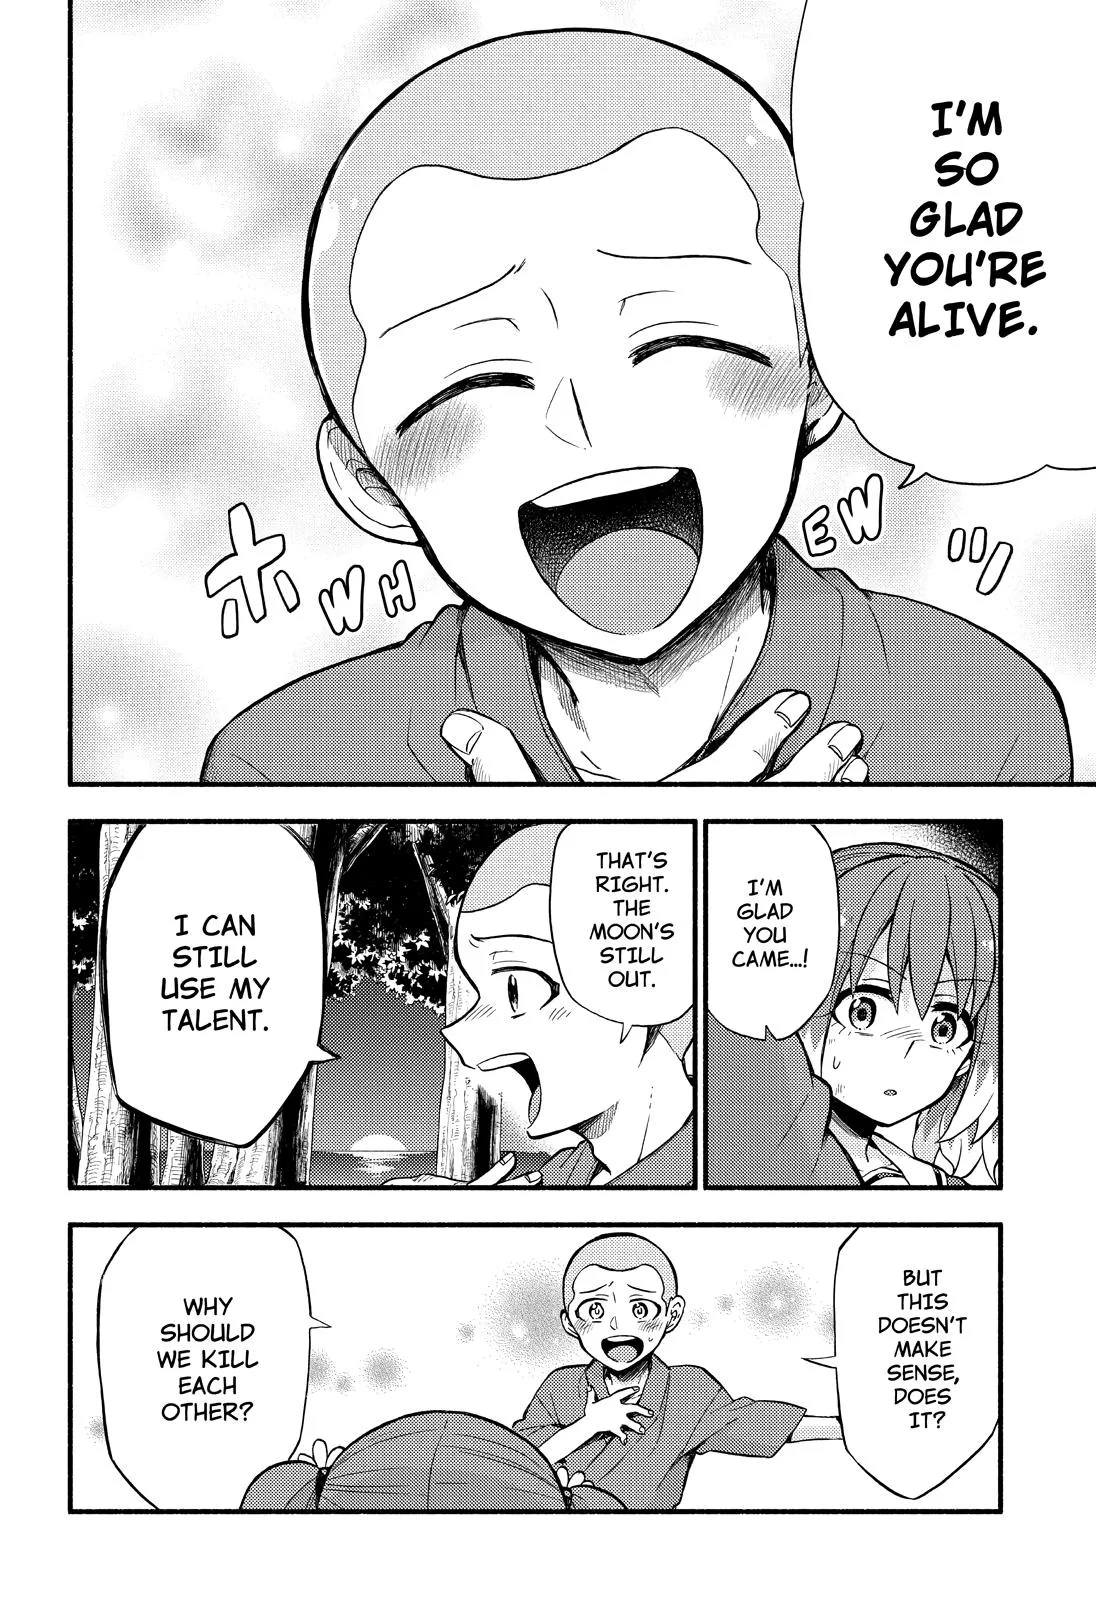 I'M
SO
GLAD
YOU'RE
ALIVE.
ホッ
WH
EW
I'M
GLAD
YOU
CAME...!
THAT'S
RIGHT.
THE
MOON'S
STILL
OUT.
I CAN
STILL
USE MY
TALENT.
BUT
THIS
DOESN'T
MAKE
SENSE,
DOES
IT?
WHY
SHOULD
WE KILL
EACH
OTHER?